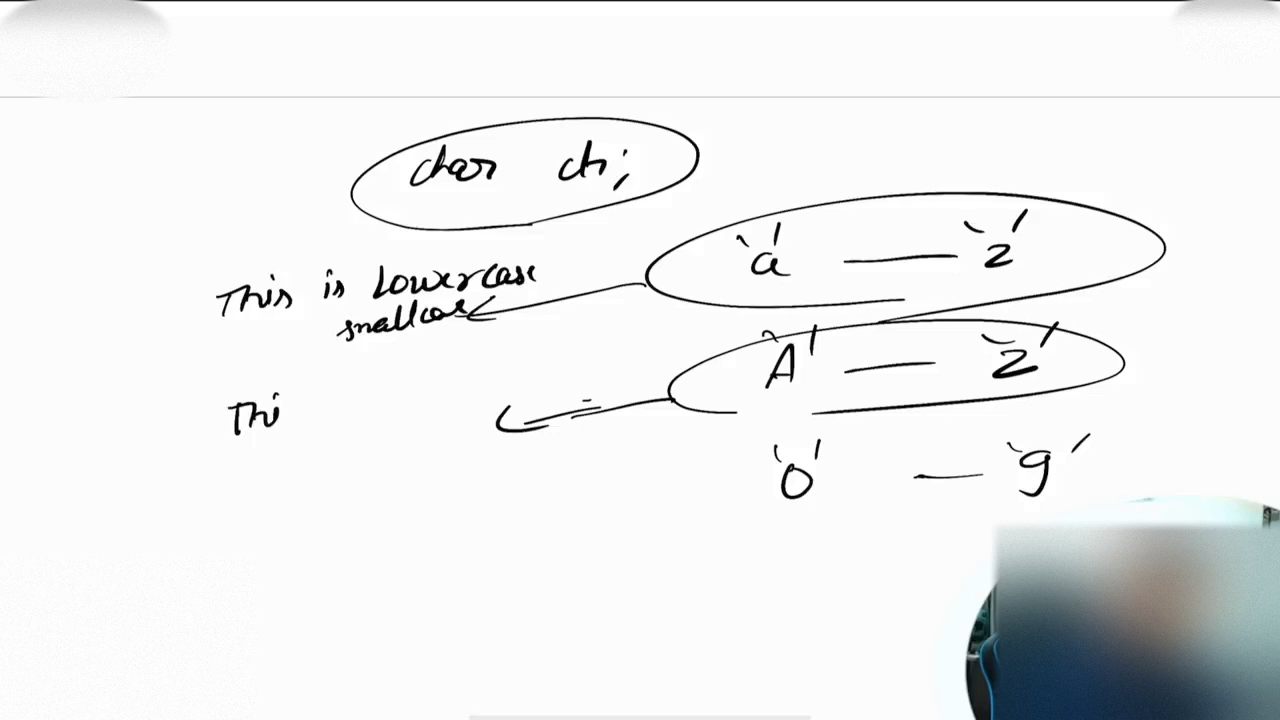 char ch;
'a' — 'z'
This is Lowercase
smallcase
'A' — 'Z'
Thi
'0' — '9'